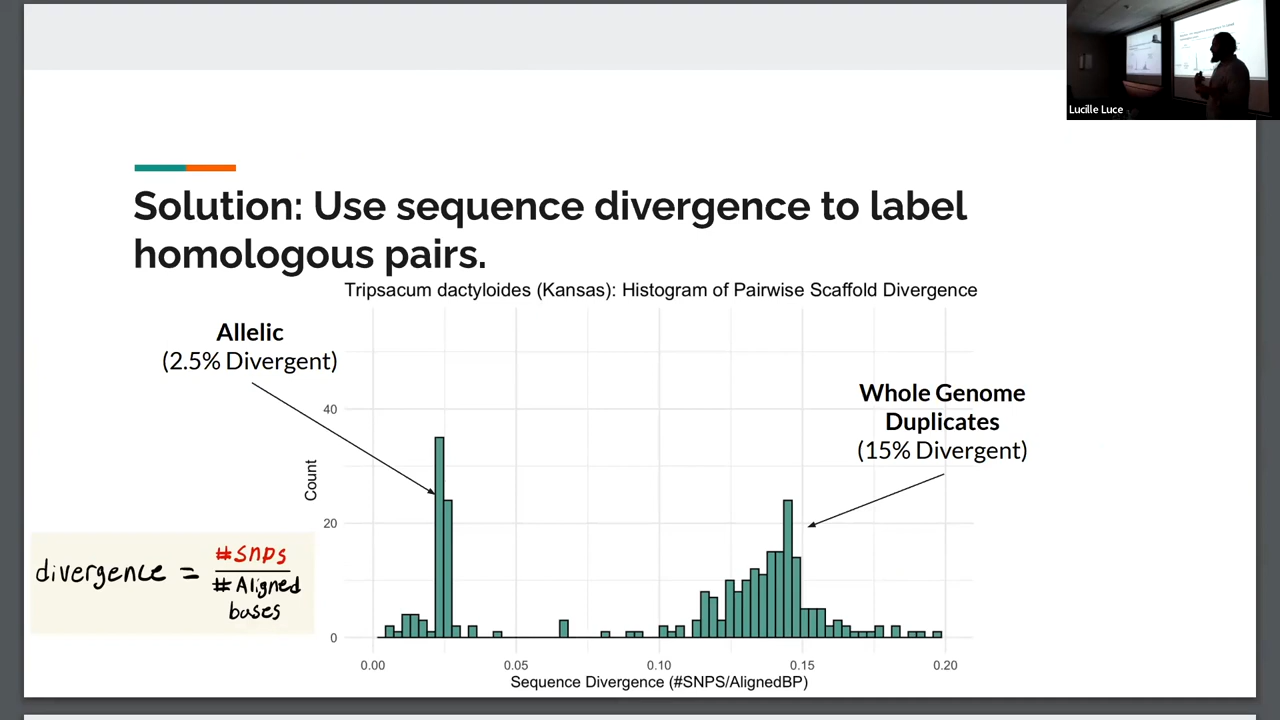 Lucille Luce
Solution: Use sequence divergence to label
homologous pairs.
Tripsacum dactyloides (Kansas): Histogram of Pairwise Scaffold Divergence
Allelic
(2.5% Divergent)
Whole Genome
Duplicates
(15% Divergent)
Count
40
20
0
divergence = #Snps
# Aligned
bases
0.00 0.05 0.10 0.15 0.20
Sequence Divergence (#SNPS/AlignedBP)